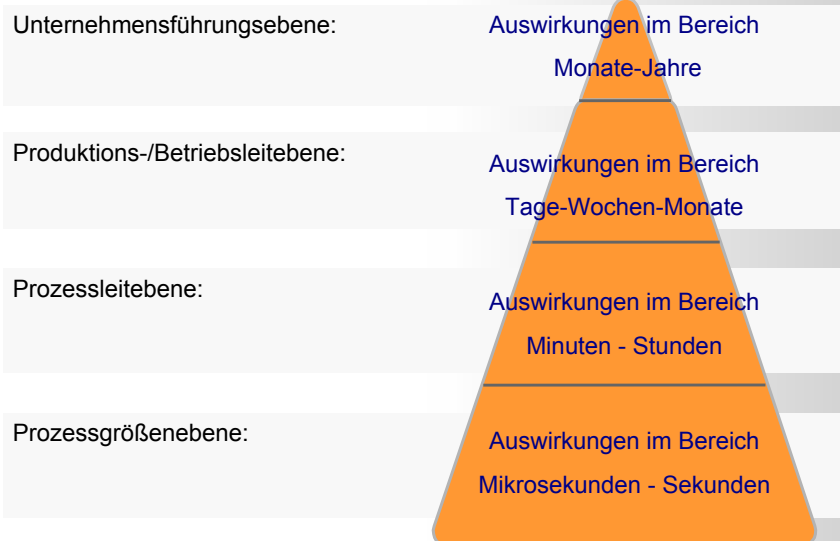 Unternehmensführungsebene:
Auswirkungen im Bereich
Monate-Jahre
Produktions-/Betriebsleitebene:
Auswirkungen im Bereich
Tage-Wochen-Monate
Prozessleitebene:
Auswirkungen im Bereich
Minuten - Stunden
Prozessgrößenebene:
Auswirkungen im Bereich
Mikrosekunden - Sekunden